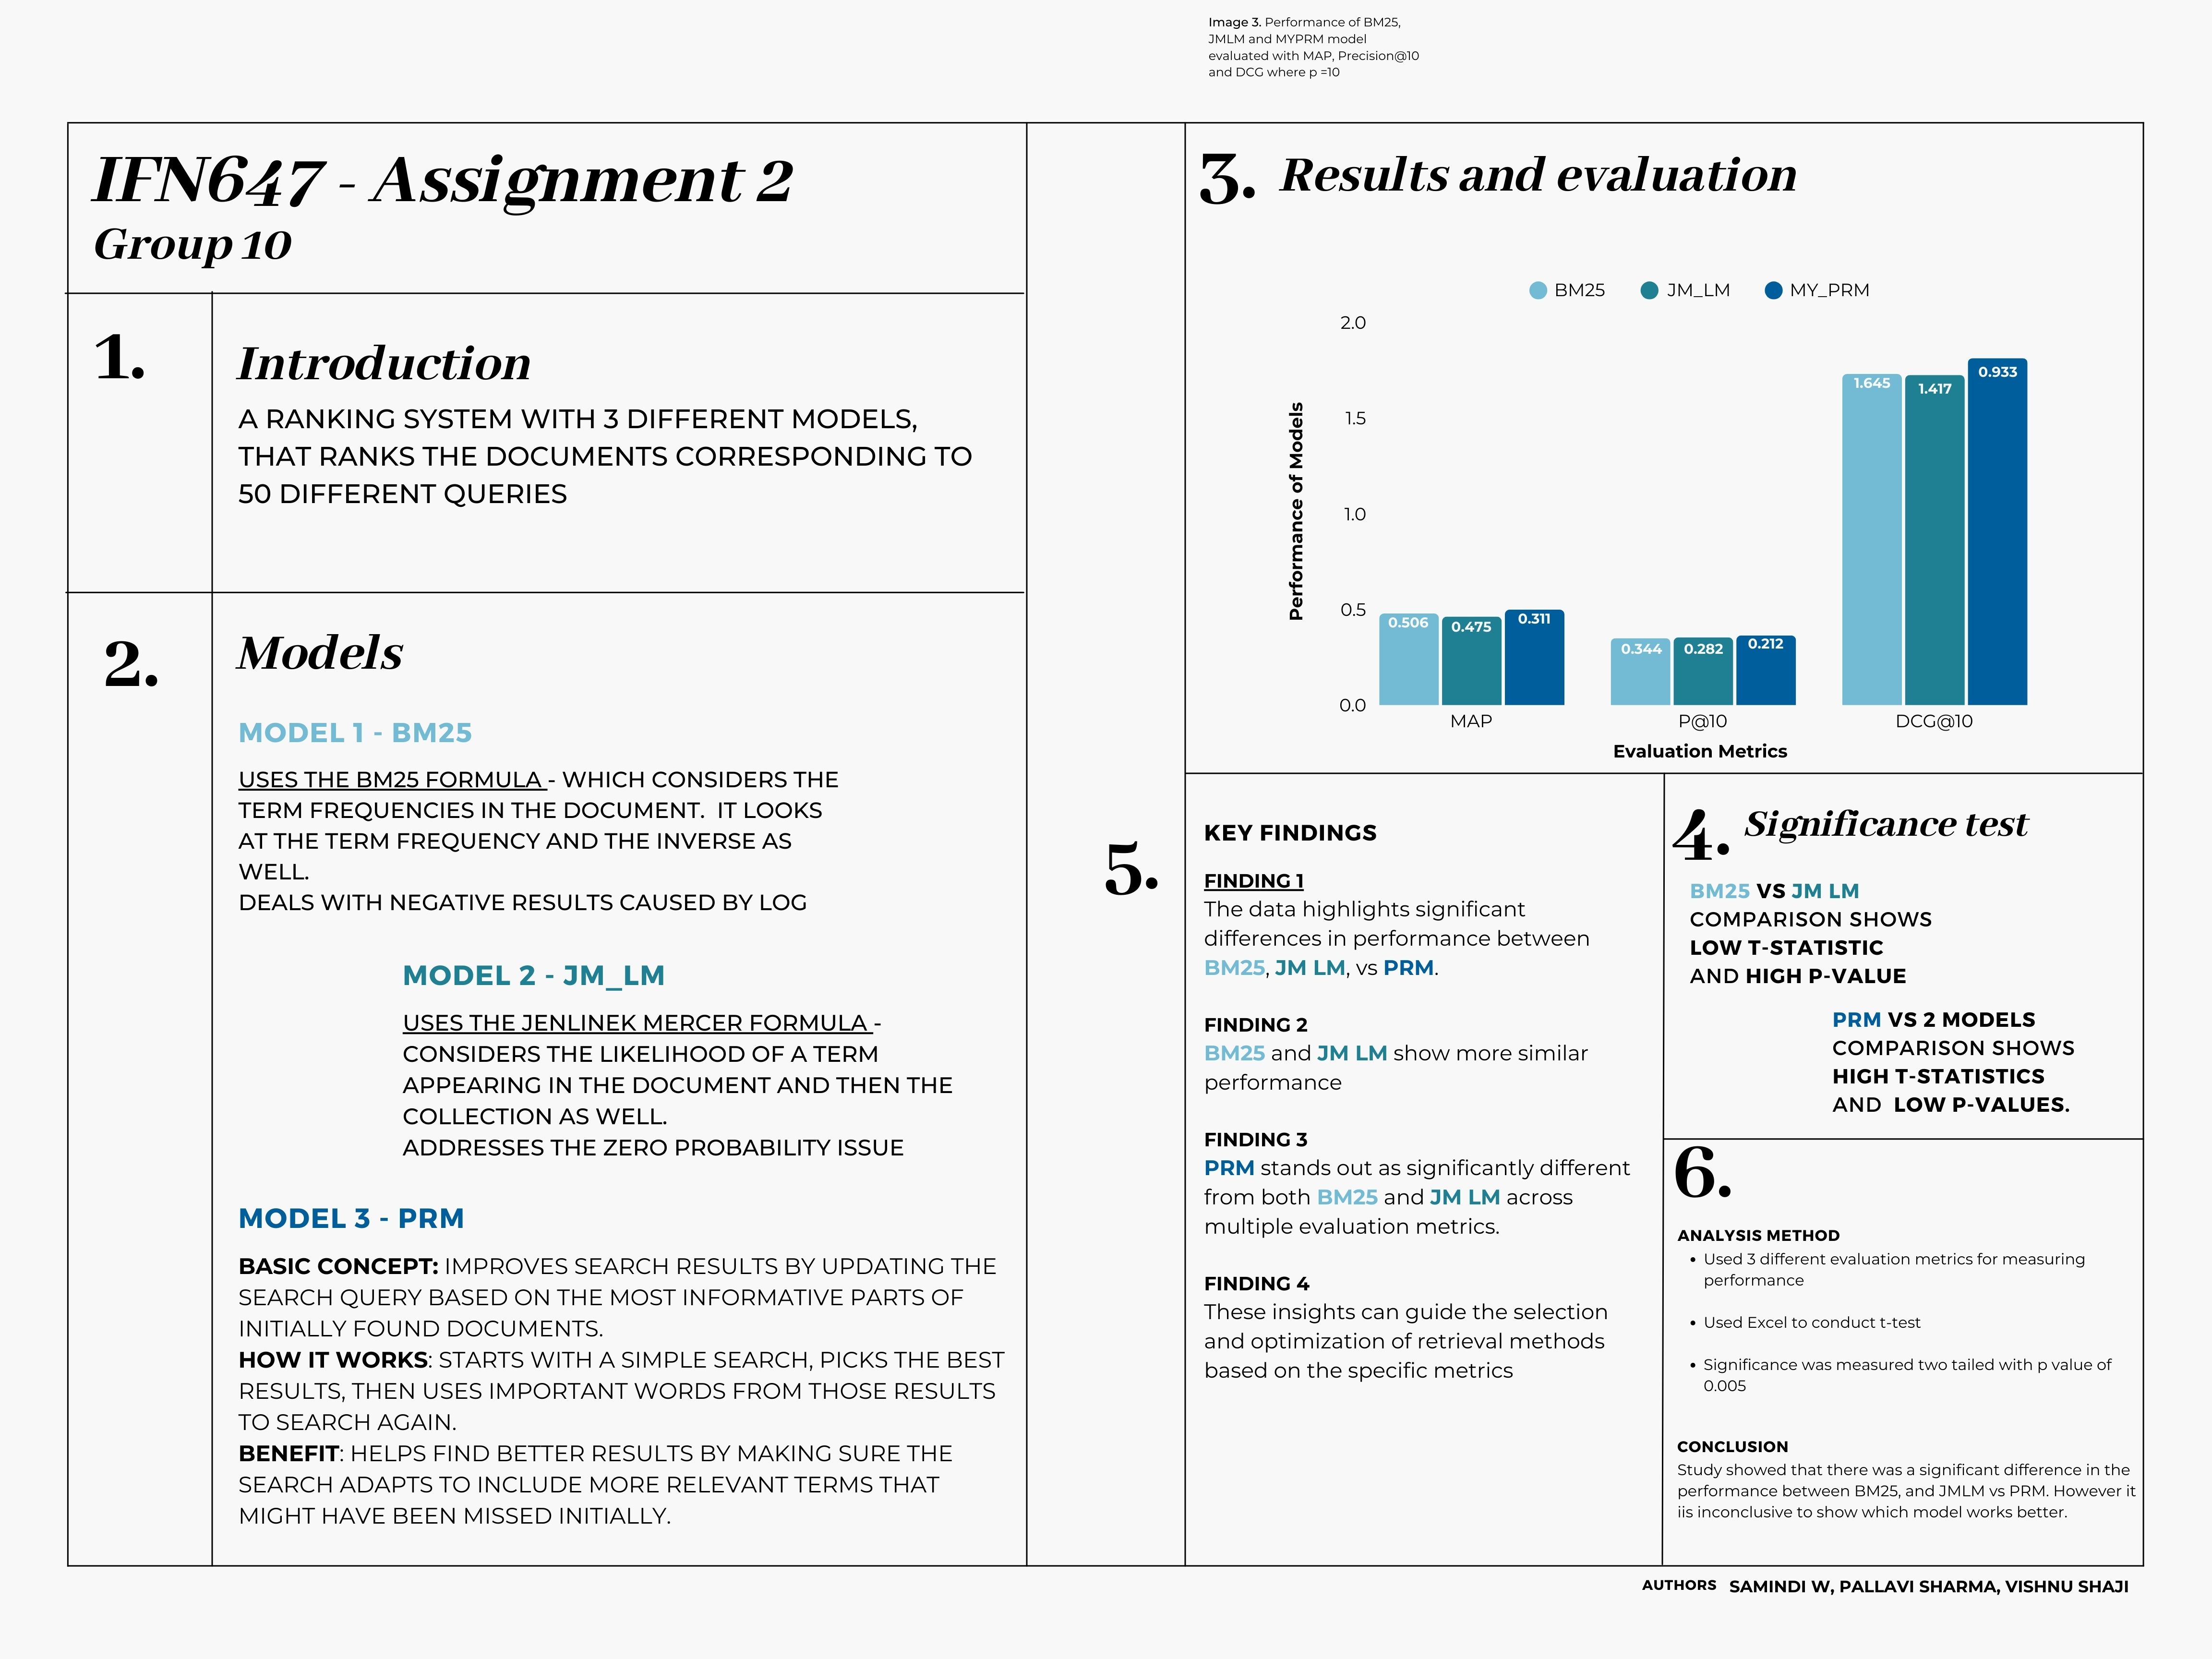 Image 3. Performance of BM25,
JMLM and MYPRM model
evaluated with MAP, Precision@10
and DCG where p =10
IFN647 - Assignment 2
Group 10
1.
Introduction
A RANKING SYSTEM WITH 3 DIFFERENT MODELS,
THAT RANKS THE DOCUMENTS CORRESPONDING TO
50 DIFFERENT QUERIES
2.
Models
MODEL 1 - BM25
USES THE BM25 FORMULA - WHICH CONSIDERS THE
TERM FREQUENCIES IN THE DOCUMENT.  IT LOOKS
AT THE TERM FREQUENCY AND THE INVERSE AS
WELL.
DEALS WITH NEGATIVE RESULTS CAUSED BY LOG
MODEL 2 - JM_LM
USES THE JENLINEK MERCER FORMULA -
CONSIDERS THE LIKELIHOOD OF A TERM
APPEARING IN THE DOCUMENT AND THEN THE
COLLECTION AS WELL.
ADDRESSES THE ZERO PROBABILITY ISSUE
MODEL 3 - PRM
BASIC CONCEPT: IMPROVES SEARCH RESULTS BY UPDATING THE
SEARCH QUERY BASED ON THE MOST INFORMATIVE PARTS OF
INITIALLY FOUND DOCUMENTS.
HOW IT WORKS: STARTS WITH A SIMPLE SEARCH, PICKS THE BEST
RESULTS, THEN USES IMPORTANT WORDS FROM THOSE RESULTS
TO SEARCH AGAIN.
BENEFIT: HELPS FIND BETTER RESULTS BY MAKING SURE THE
SEARCH ADAPTS TO INCLUDE MORE RELEVANT TERMS THAT
MIGHT HAVE BEEN MISSED INITIALLY.
3. Results and evaluation
BM25 JM_LM MY_PRM
Performance of Models
2.0
1.5
1.0
0.5
0.0
0.506 0.475 0.311
0.344 0.282 0.212
1.645 1.417 0.933
MAP P@10 DCG@10
Evaluation Metrics
5.
KEY FINDINGS
FINDING 1
The data highlights significant
differences in performance between
BM25, JM LM, vs PRM.
FINDING 2
BM25 and JM LM show more similar
performance
FINDING 3
PRM stands out as significantly different
from both BM25 and JM LM across
multiple evaluation metrics.
FINDING 4
These insights can guide the selection
and optimization of retrieval methods
based on the specific metrics
4. Significance test
BM25 VS JM LM
COMPARISON SHOWS
LOW T-STATISTIC
AND HIGH P-VALUE
PRM VS 2 MODELS
COMPARISON SHOWS
HIGH T-STATISTICS
AND  LOW P-VALUES.
6.
ANALYSIS METHOD
• Used 3 different evaluation metrics for measuring
performance
• Used Excel to conduct t-test
• Significance was measured two tailed with p value of
0.005
CONCLUSION
Study showed that there was a significant difference in the
performance between BM25, and JMLM vs PRM. However it
iis inconclusive to show which model works better.
AUTHORS SAMINDI W, PALLAVI SHARMA, VISHNU SHAJI